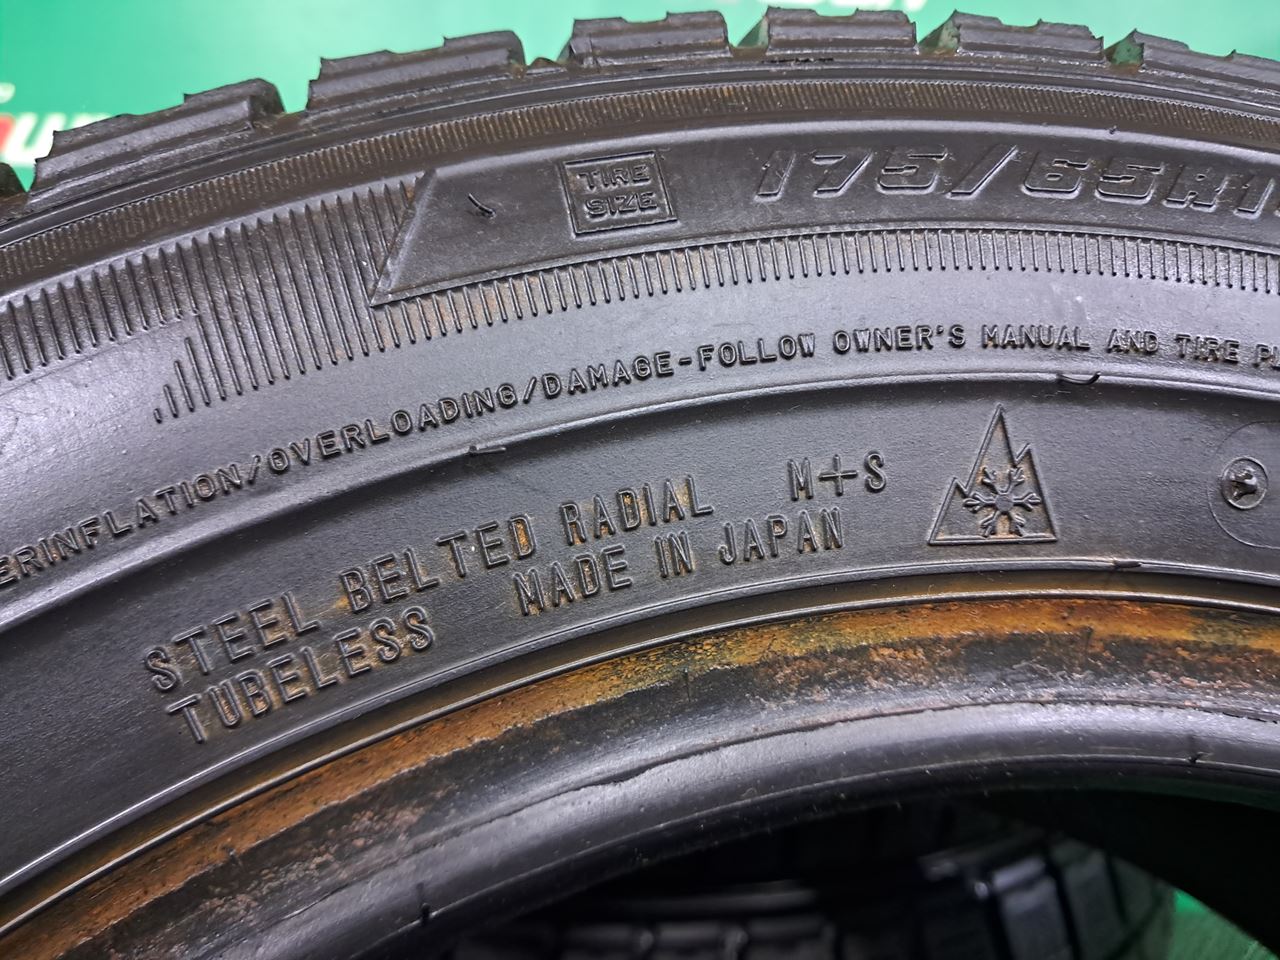 TIRE
SIZE
175/65R1
ERINFLATION/OVERLOADING/DAMAGE-FOLLOW OWNER'S MANUAL AND TIRE PL
STEEL BELTED RADIAL M+S
TUBELESS MADE IN JAPAN